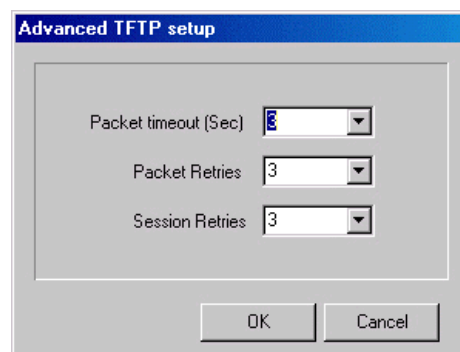 Advanced TFTP setup
Packet timeout (Sec) 3
Packet Retries 3
Session Retries 3
OK Cancel